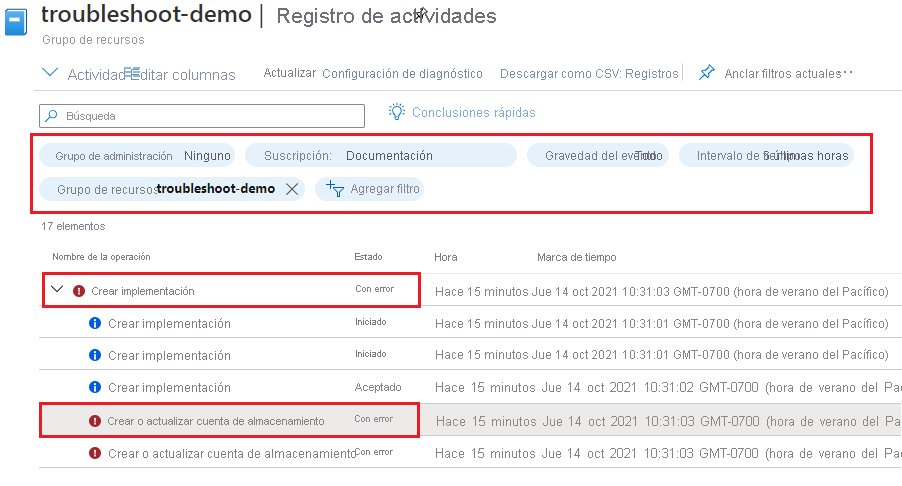 troubleshoot-demo | Registro de actividades
Grupo de recursos
Actividad Editar columnas Actualizar Configuración de diagnóstico Descargar como CSV: Registros Anclar filtros actuales ...
Búsqueda Conclusiones rápidas
Grupo de administración Ninguno Suscripción: Documentación Gravedad del evento Todo Intervalo de tiempo 6 últimas horas
Grupo de recursos troubleshoot-demo Agregar filtro
17 elementos
Nombre de la operación Estado Hora Marca de tiempo
Crear implementación Con error Hace 15 minutos Jue 14 oct 2021 10:31:03 GMT-0700 (hora de verano del Pacífico)
Crear implementación Iniciado Hace 15 minutos Jue 14 oct 2021 10:31:01 GMT-0700 (hora de verano del Pacífico)
Crear implementación Iniciado Hace 15 minutos Jue 14 oct 2021 10:31:01 GMT-0700 (hora de verano del Pacífico)
Crear implementación Aceptado Hace 15 minutos Jue 14 oct 2021 10:31:02 GMT-0700 (hora de verano del Pac
Crear o actualizar cuenta de almacenamiento Con error Hace 15 minutos Jue 14 oct 2021 10:31:03 GMT-0700 (hora de verano del Pac
Crear o actualizar cuenta de almacenamiento Con error Hace 15 minutos Jue 14 oct 2021 10:31:03 GMT-0700 (hora de verano del Pac